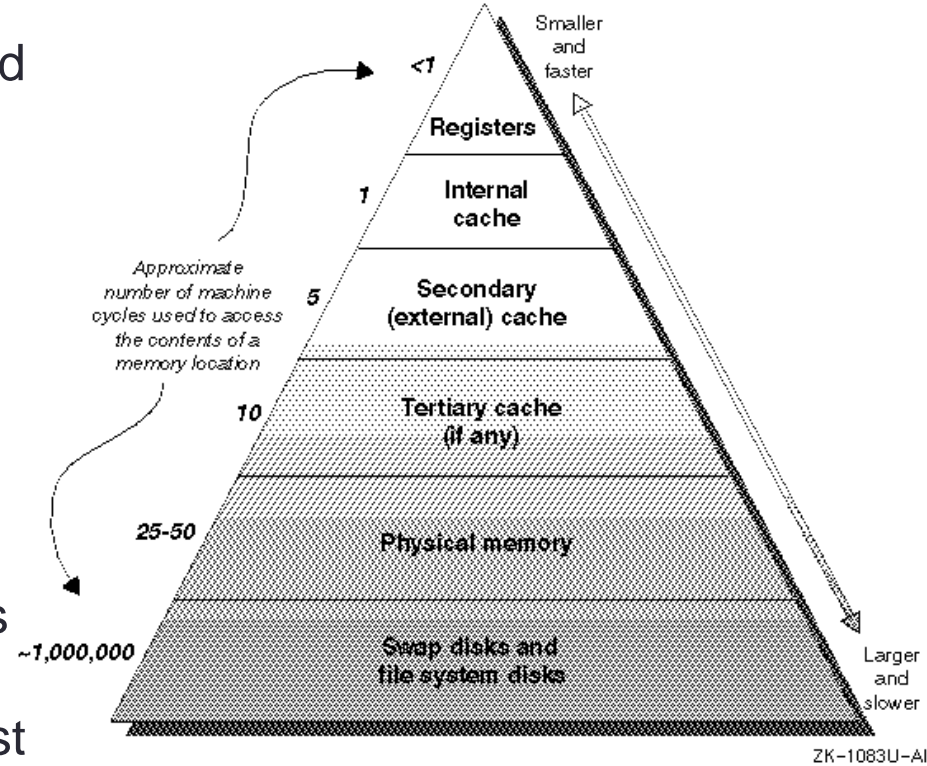 d
Smaller
and
faster
<1
Registers
1
Internal
cache
Approximate
number of machine
cycles used to access
the contents of a
memory location
5
Secondary
(external) cache
10
Tertiary cache
(if any)
25-50
Physical memory
s
~1,000,000
Swap disks and
file system disks
Larger
and
slower
st
ZK-1083U-AI